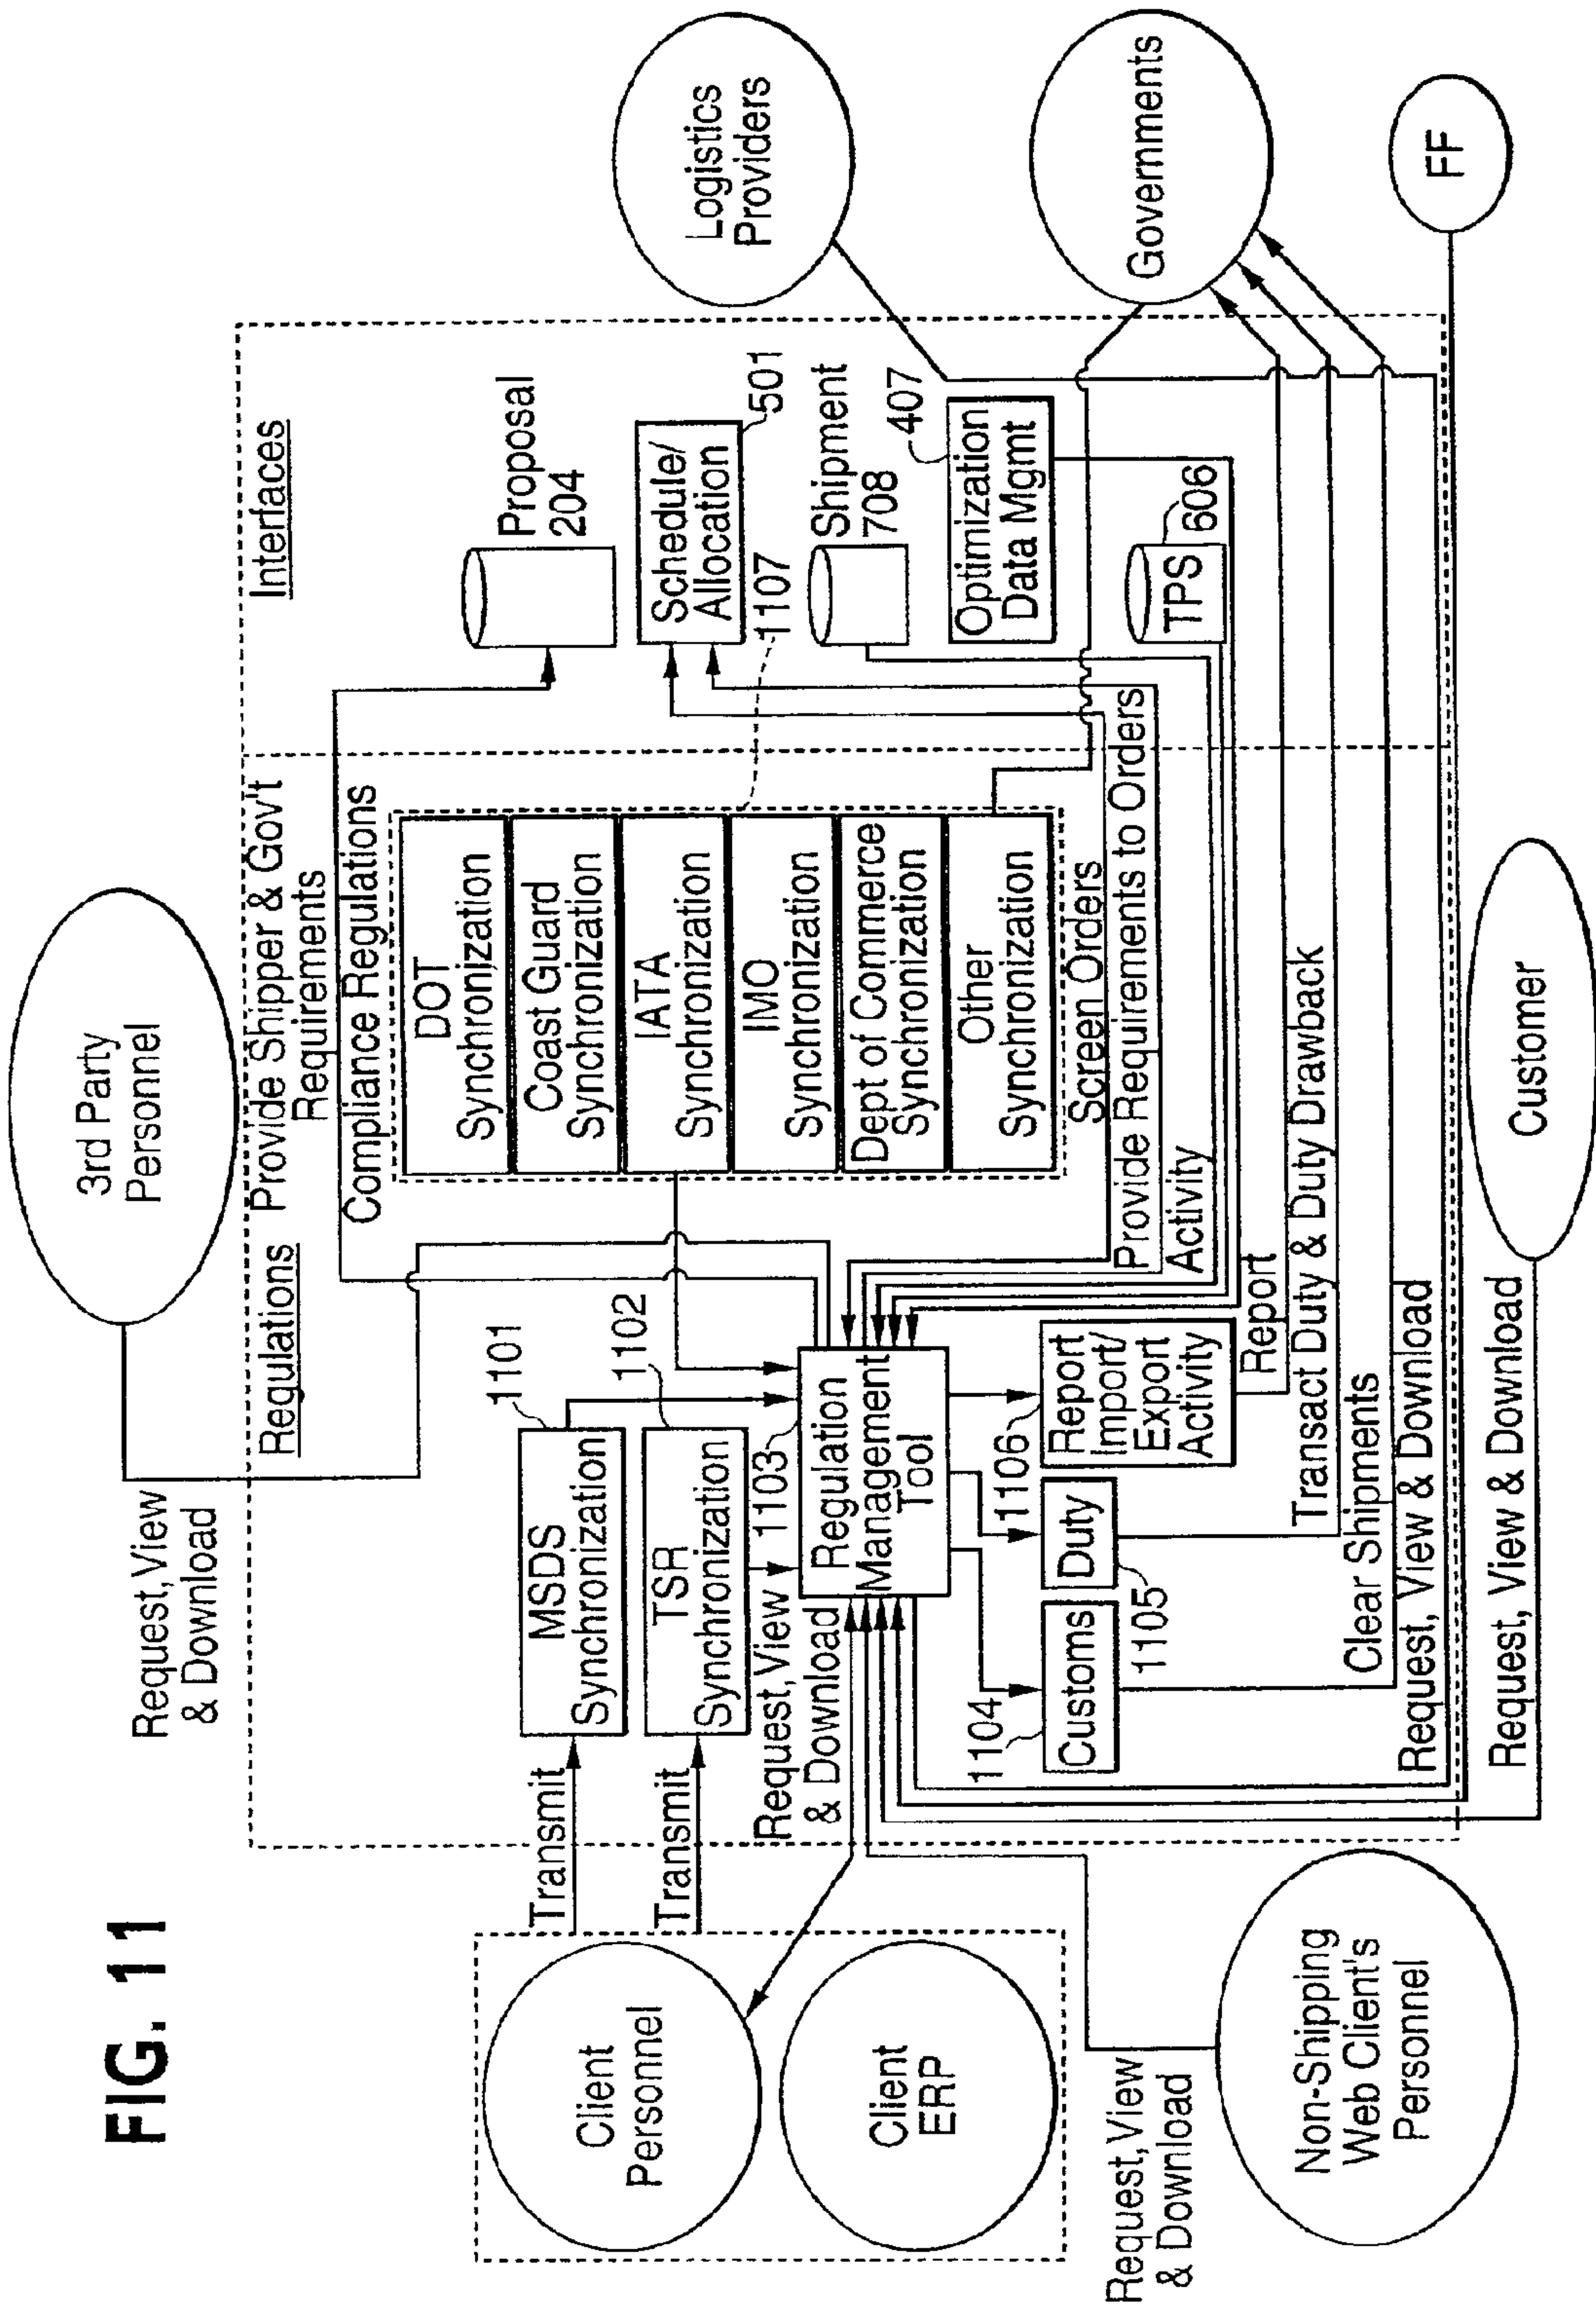 FIG. 11
3rd Party
Personnel
Request,View
& Download
Regulations
Provide Shipper & Gov't
Requirements
Compliance Regulations
Interfaces
Proposal
204
Schedule/
Allocation
501
1107
Shipment
708
407
Optimization
Data Mgmt
TPS
606
Logistics
Providers
Governments
FF
DOT
Synchronization
Coast Guard
Synchronization
IATA
Synchronization
IMO
Synchronization
Dept of Commerce
Synchronization
Other
Synchronization
Screen Orders
Provide Requirements to Orders
Activity
Transmit
MSDS
Synchronization
1101
Transmit
TSR
Synchronization
1102
Request,View
& Download
1103
Regulation
Management
Tool
Client
Personnel
Client
ERP
1104
Customs
Duty
1105
1106
Report
Import/
Export
Activity
Report
Transact Duty & Duty Drawback
Clear Shipments
Request, View & Download
Request, View & Download
Customer
Request,View
& Download
Non-Shipping
Web Client's
Personnel